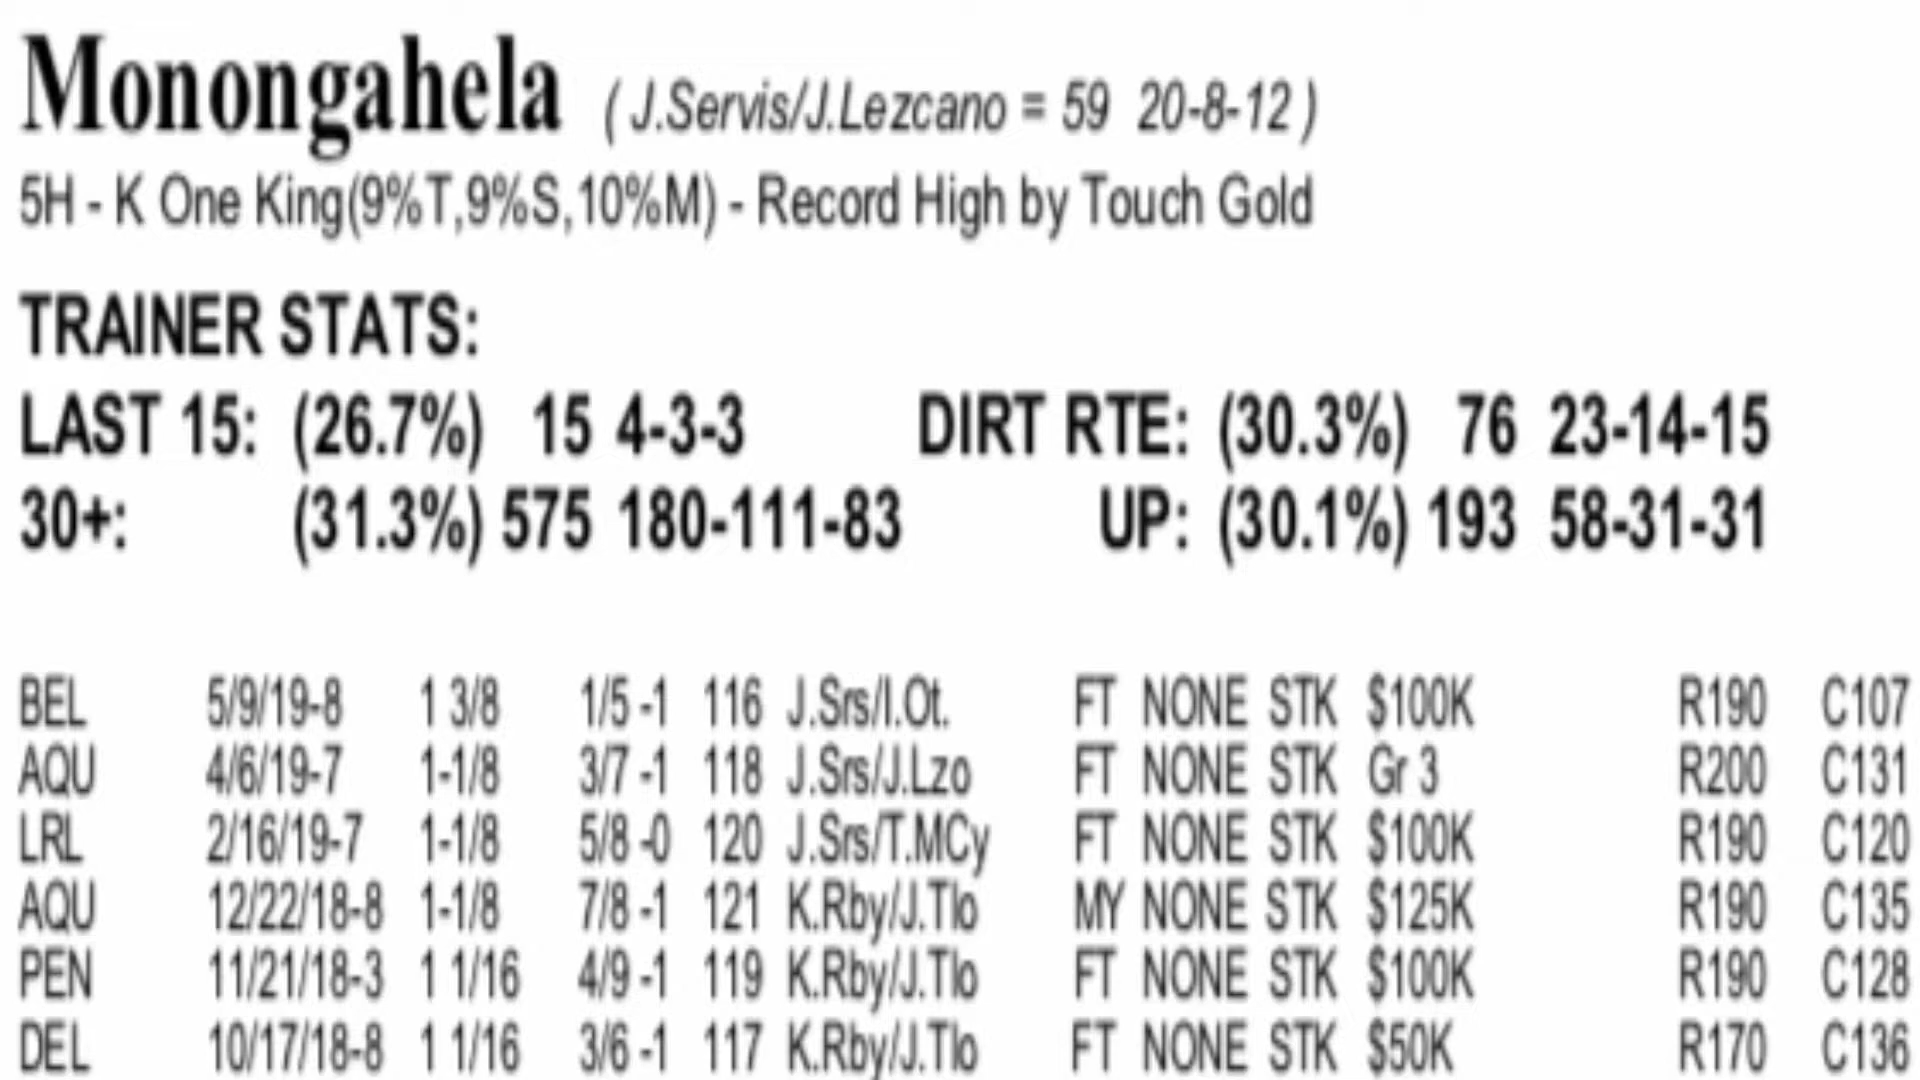 Monongahela ( J.Servis/J.Lezcano = 59 20-8-12 )
5H - K One King(9%T,9%S,10%M) - Record High by Touch Gold
TRAINER STATS:
LAST 15: (26.7%) 15 4-3-3 DIRT RTE: (30.3%) 76 23-14-15
30+: (31.3%) 575 180-111-83 UP: (30.1%) 193 58-31-31
BEL 5/9/19-8 1 3/8 1/5 -1 116 J.Srs/I.Ot. FT NONE STK $100K R190 C107
AQU 4/6/19-7 1-1/8 3/7 -1 118 J.Srs/J.Lzo FT NONE STK Gr 3 R200 C131
LRL 2/16/19-7 1-1/8 5/8 -0 120 J.Srs/T.MCy FT NONE STK $100K R190 C120
AQU 12/22/18-8 1-1/8 7/8 -1 121 K.Rby/J.Tlo MY NONE STK $125K R190 C135
PEN 11/21/18-3 1 1/16 4/9 -1 119 K.Rby/J.Tlo FT NONE STK $100K R190 C128
DEL 10/17/18-8 1 1/16 3/6 -1 117 K.Rby/J.Tlo FT NONE STK $50K R170 C136